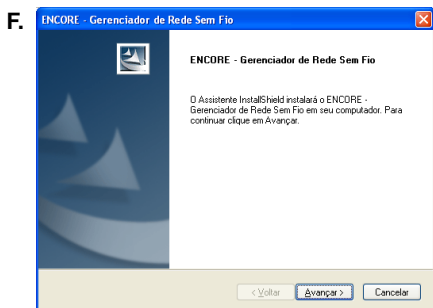 F.
ENCORE - Gerenciador de Rede Sem Fio
ENCORE - Gerenciador de Rede Sem Fio
O Assistente InstallShield instalará o ENCORE -
Gerenciador de Rede Sem Fio em seu computador. Para
continuar clique em Avançar.
< Voltar Avançar > Cancelar